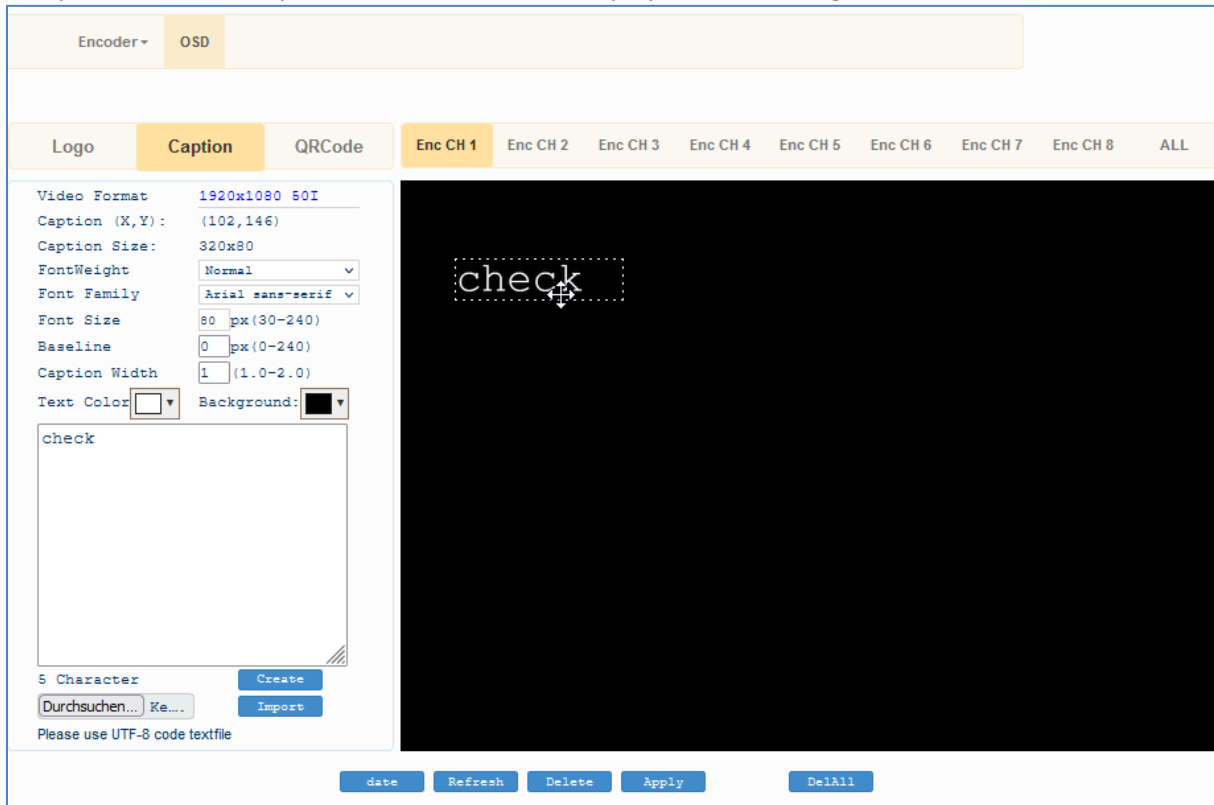 Encoder OSD
Logo Caption QRCode
Enc CH 1 Enc CH 2 Enc CH 3 Enc CH 4 Enc CH 5 Enc CH 6 Enc CH 7 Enc CH 8 ALL
Video Format 1920x1080 50I
Caption (X,Y): (102,146)
Caption Size: 320x80
FontWeight Normal
Font Family Arial sans-serif
Font Size 80 px(30-240)
Baseline 0 px(0-240)
Caption Width 1 (1.0-2.0)
Text Color Background:
check
5 Character Create
Durchsuchen... Ke.... Import
Please use UTF-8 code textfile
check
date Refresh Delete Apply DelAll